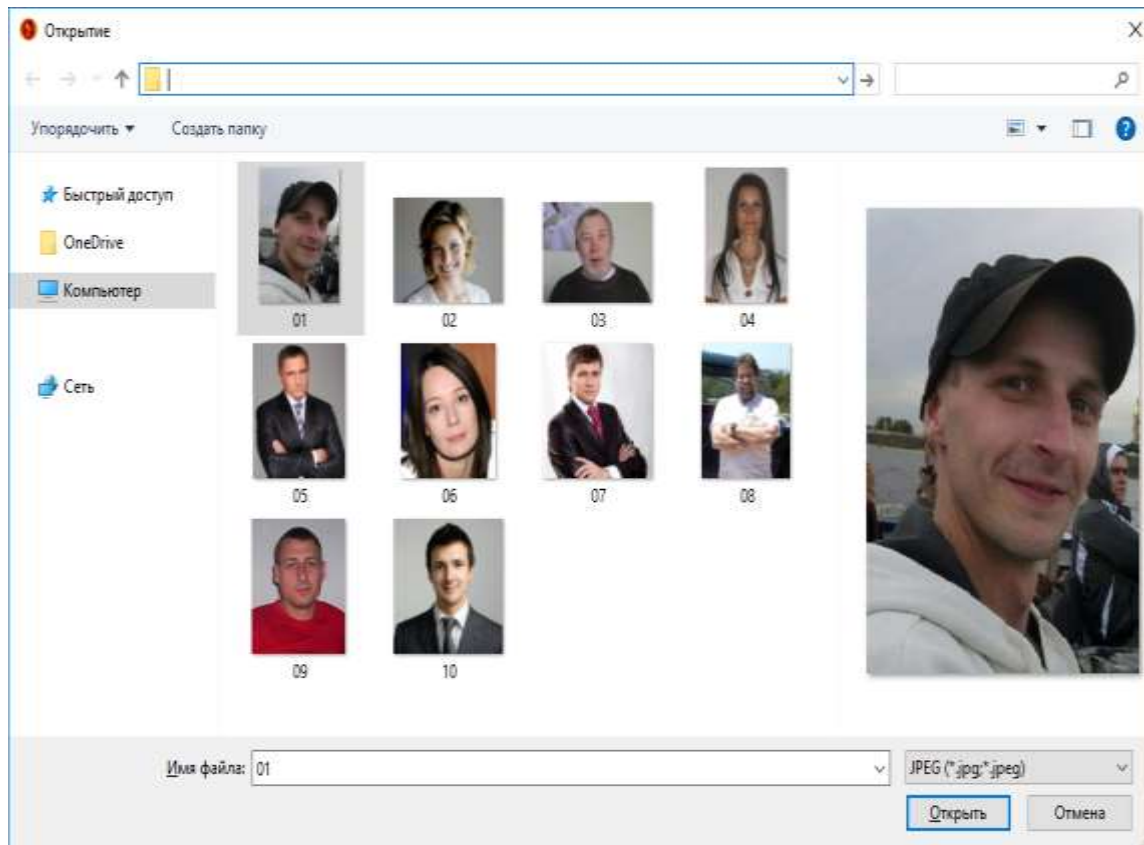 Открытие
Упорядочить
Создать папку
Быстрый доступ
OneDrive
Компьютер
Сеть
01
02
03
04
05
06
07
08
09
10
Имя файла: 01
JPEG (*.jpg;*.jpeg)
Открыть
Отмена